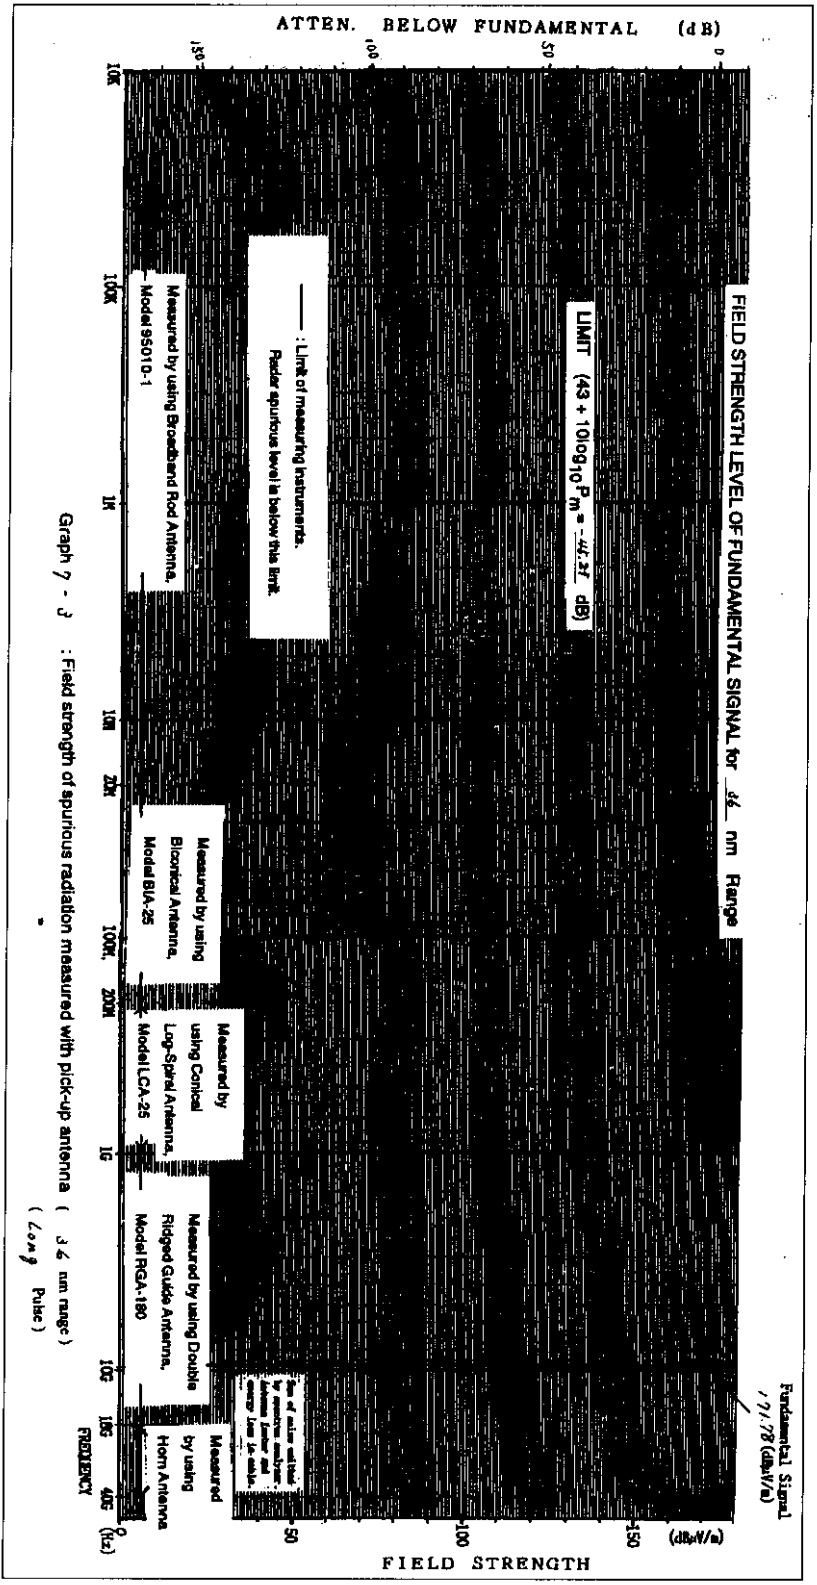 ATTEN. BELOW FUNDAMENTAL (dB)
150
100
50
0
Fundamental Signal
171.78 (dBμV/m)
FIELD STRENGTH LEVEL OF FUNDAMENTAL SIGNAL for 36 nm Range
LIMIT (43 + 10log10 Pm = dB)
: Limit of measuring instruments.
Radar spurious level is below this limit.
Measured by using Broadband Rod Antenna,
Model 95010-1
Measured by using
Biconical Antenna,
Model BIA-25
Measured by
using Conical
Log-Spiral Antenna,
Model LCA-25
Measured by using Double
Ridged Guide Antenna,
Model RGA-180
Measured
by using
Horn Antenna
10K
100K
1M
10M
20M
100M
200M
1G
10G
18G
40G
(Hz)
FREQUENCY
0
50
100
150
(dBμV/m)
FIELD STRENGTH
Graph 7 - 3 : Field strength of spurious radiation measured with pick-up antenna ( 36 nm range )
( Long Pulse )